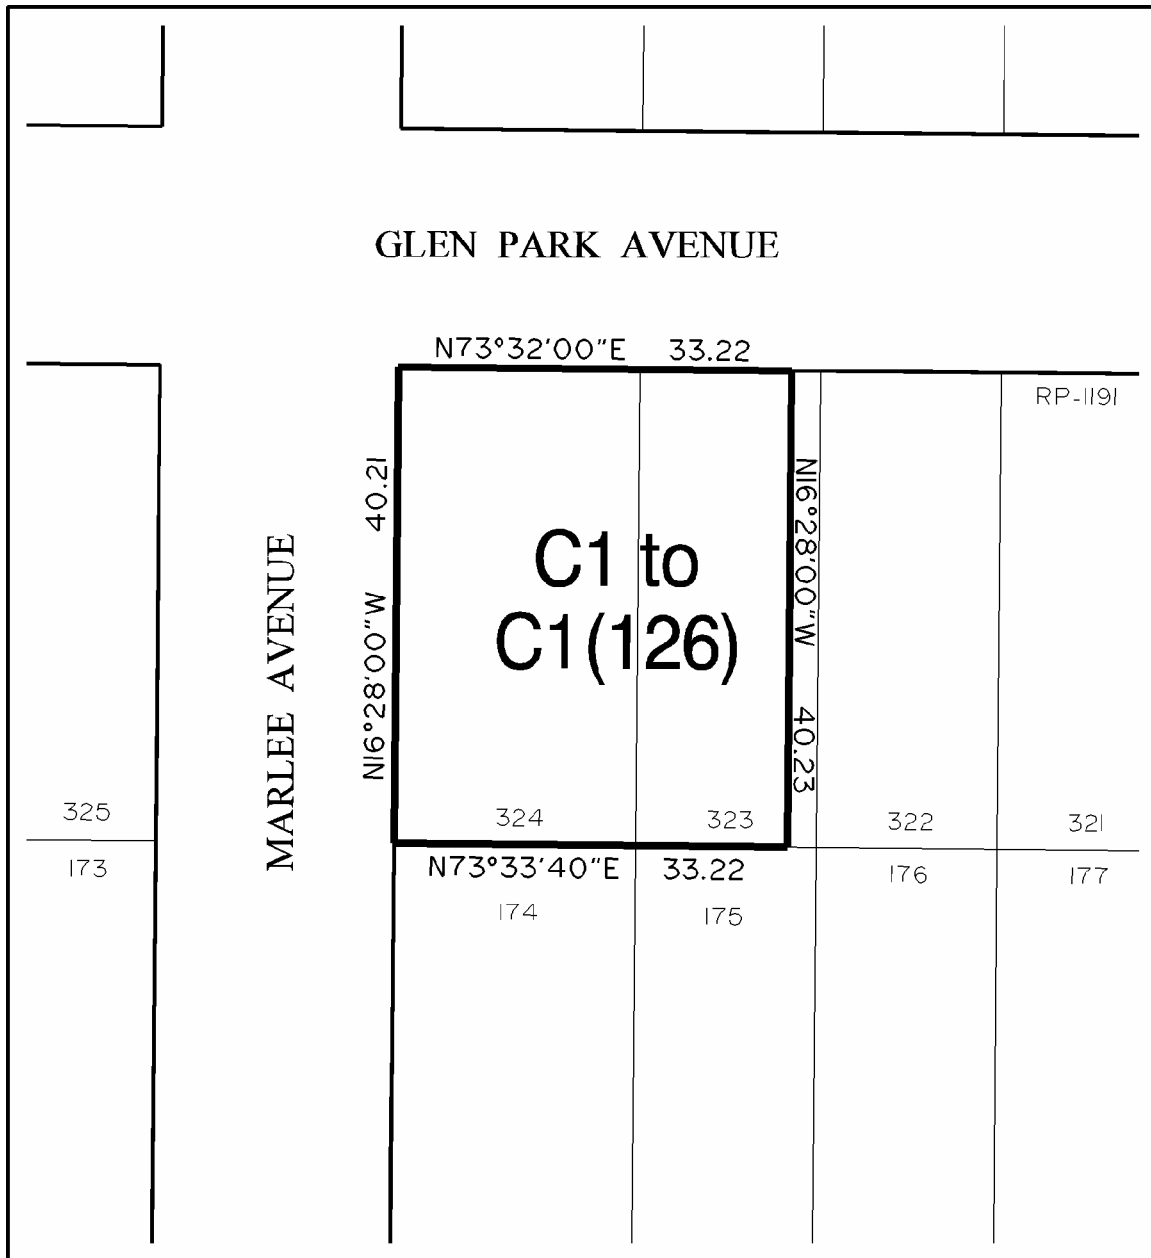 GLEN PARK AVENUE
N73°32'00"E 33.22
RP-1191
N16°28'00"W 40.21
MARLEE AVENUE
C1 to
C1(126)
N16°28'00"W 40.23
325
324
323
322
321
173
N73°33'40"E 33.22
174
175
176
177